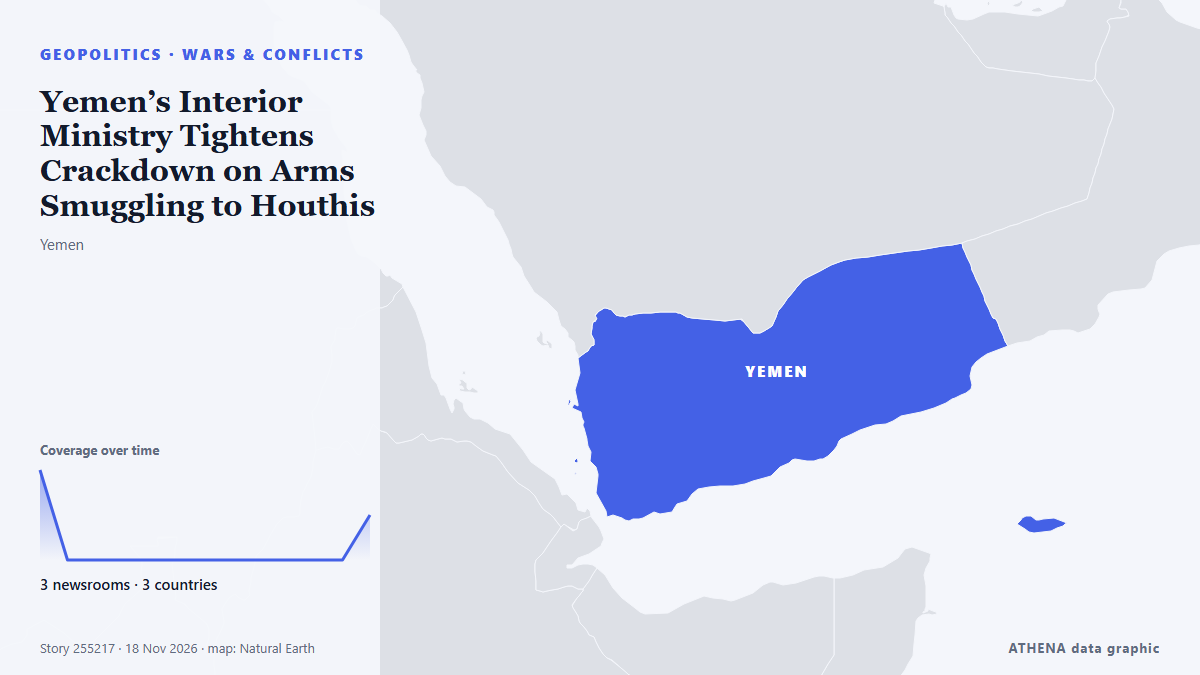 GEOPOLITICS · WARS & CONFLICTS
Yemen’s Interior
Ministry Tightens
Crackdown on Arms
Smuggling to Houthis
Yemen
YEMEN
Coverage over time
3 newsrooms · 3 countries
Story 255217 · 18 Nov 2026 · map: Natural Earth
ATHENA data graphic